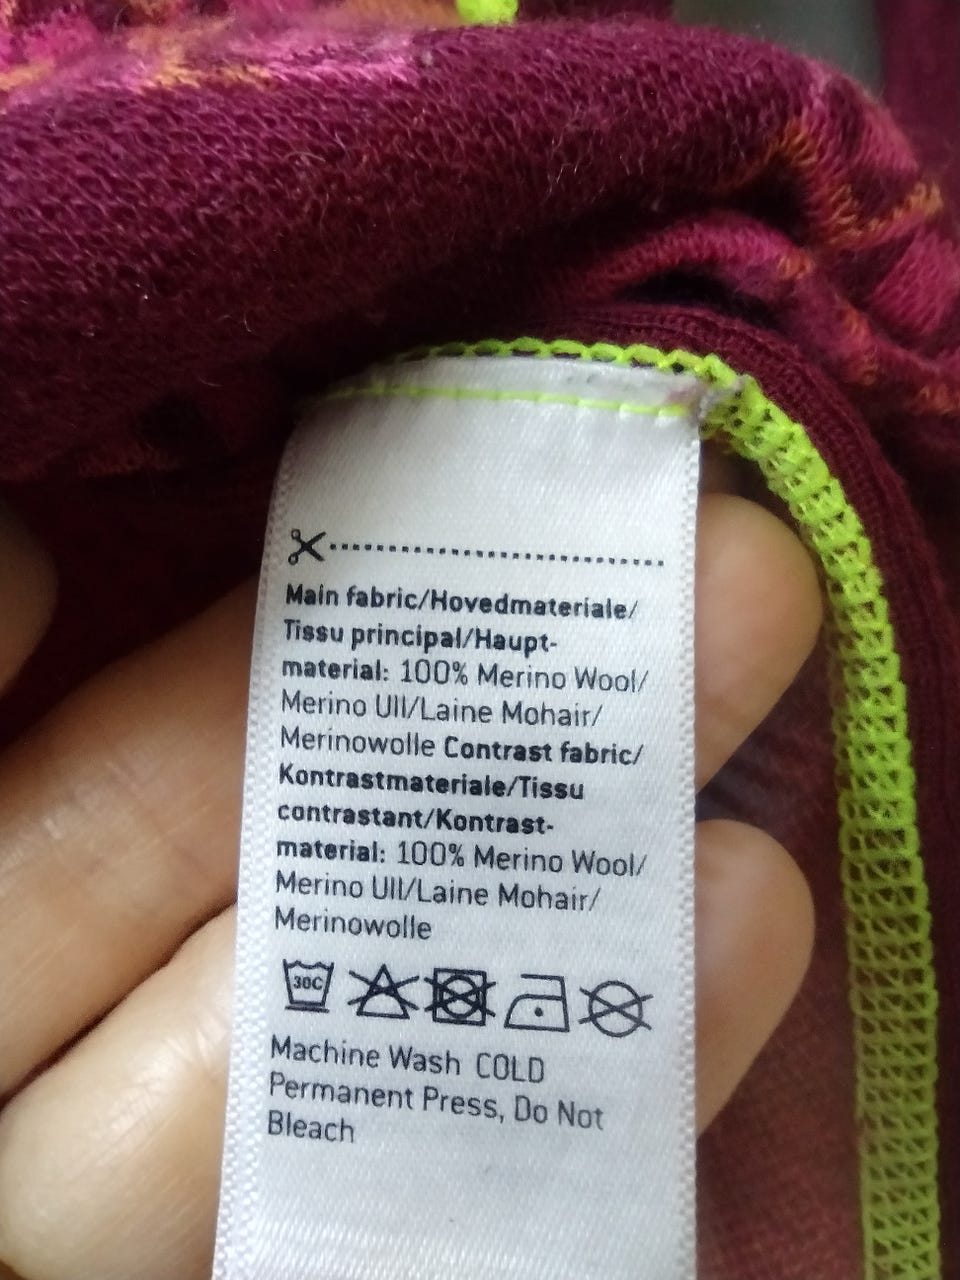 Main fabric/Hovedmateriale/
Tissu principal/Haupt-
material: 100% Merino Wool/
Merino Ull/Laine Mohair/
Merinowolle Contrast fabric/
Kontrastmateriale/Tissu
contrastant/Kontrast-
material: 100% Merino Wool/
Merino Ull/Laine Mohair/
Merinowolle
30C
Machine Wash COLD
Permanent Press, Do Not
Bleach